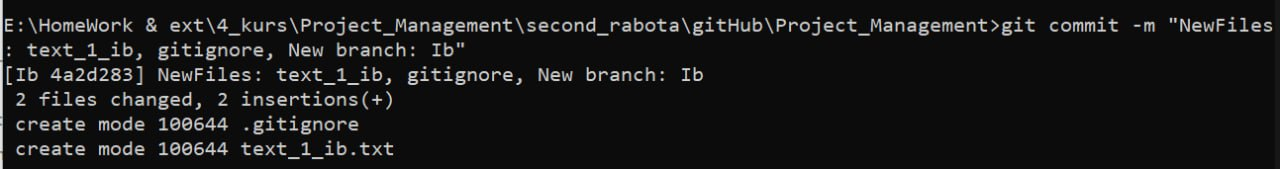 E:\HomeWork & ext\4_kurs\Project_Management\second_rabota\gitHub\Project_Management>git commit -m "NewFiles
: text_1_ib, gitignore, New branch: Ib"
[Ib 4a2d283] NewFiles: text_1_ib, gitignore, New branch: Ib
 2 files changed, 2 insertions(+)
 create mode 100644 .gitignore
 create mode 100644 text_1_ib.txt